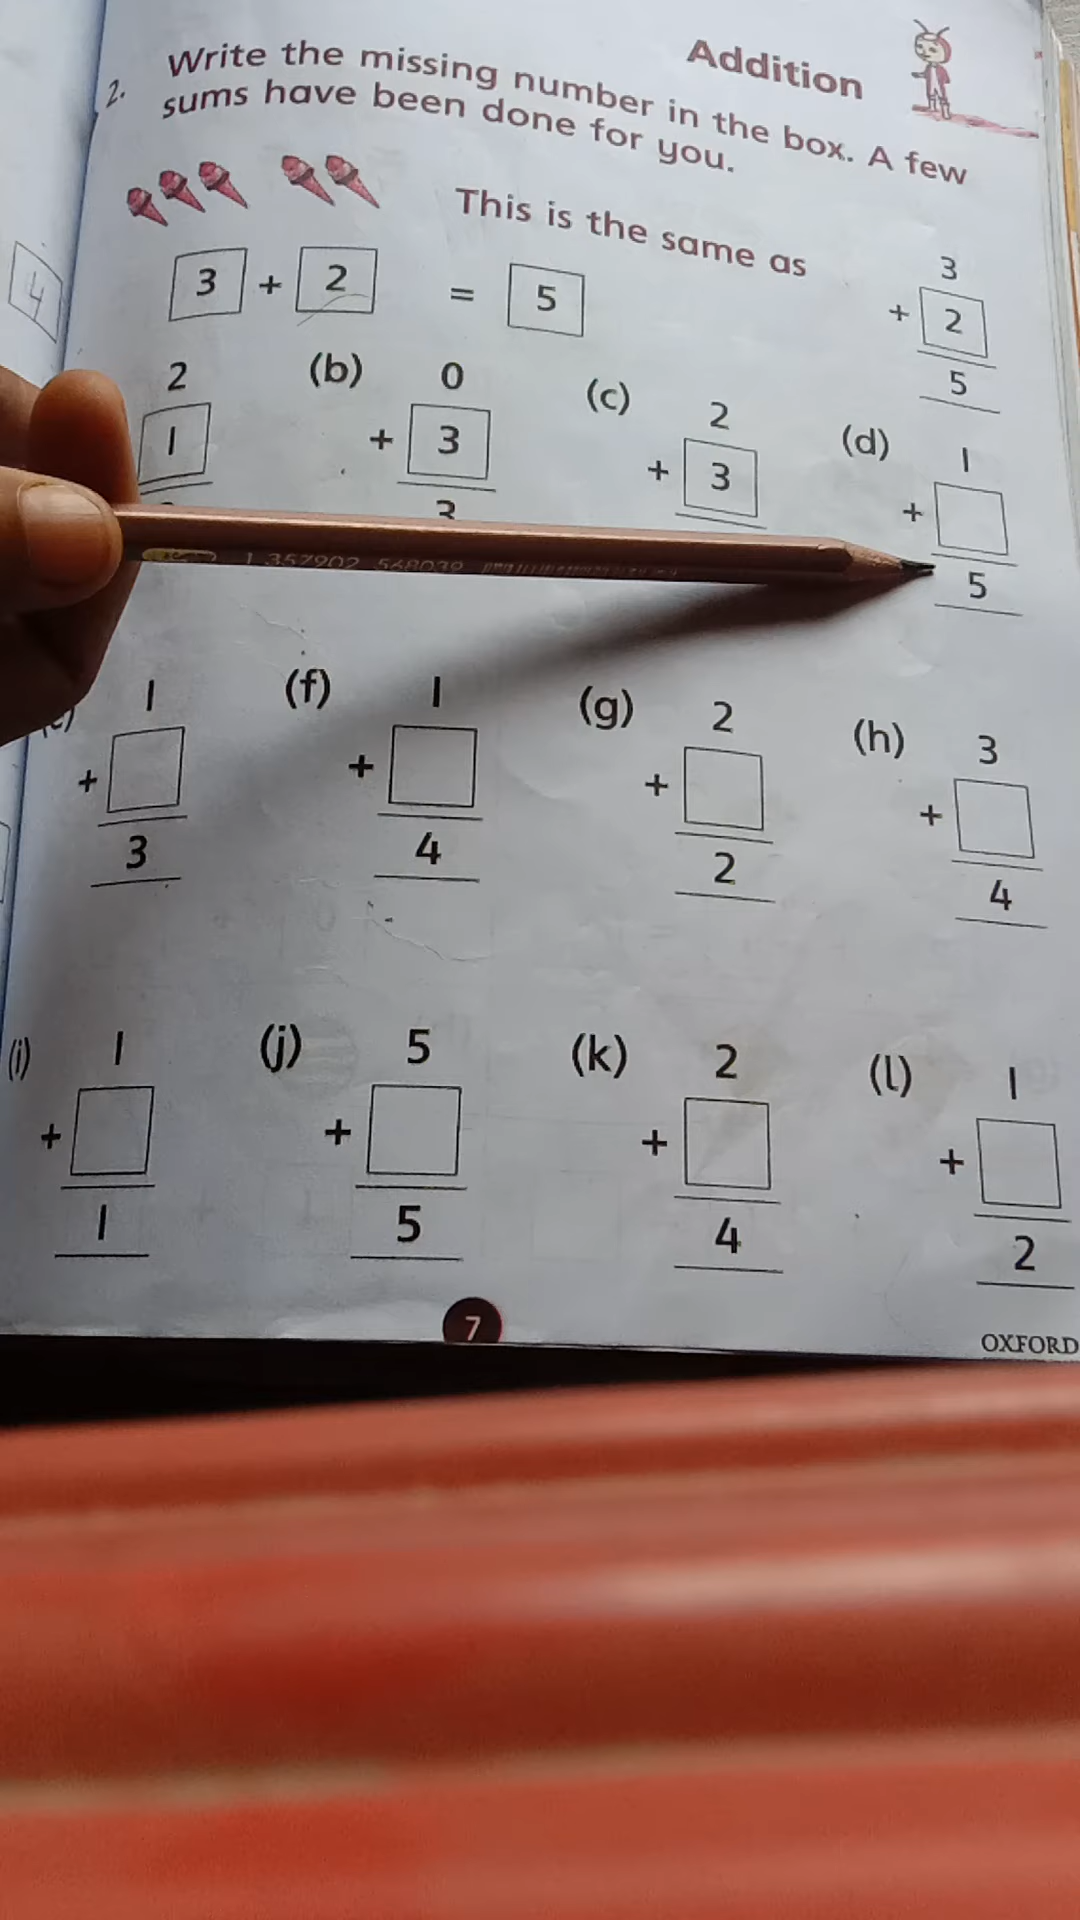 Addition
2. Write the missing number in the box. A few
sums have been done for you.
This is the same as
3 + 2 = 5
3
+ 2
5
2
1
(b) 0
+ 3
3
(c) 2
+ 3
(d) 1
+
5
1
+
3
(f) 1
+
4
(g) 2
+
2
(h) 3
+
4
(i) 1
+
1
(j) 5
+
5
(k) 2
+
4
(l) 1
+
2
7
OXFORD
4